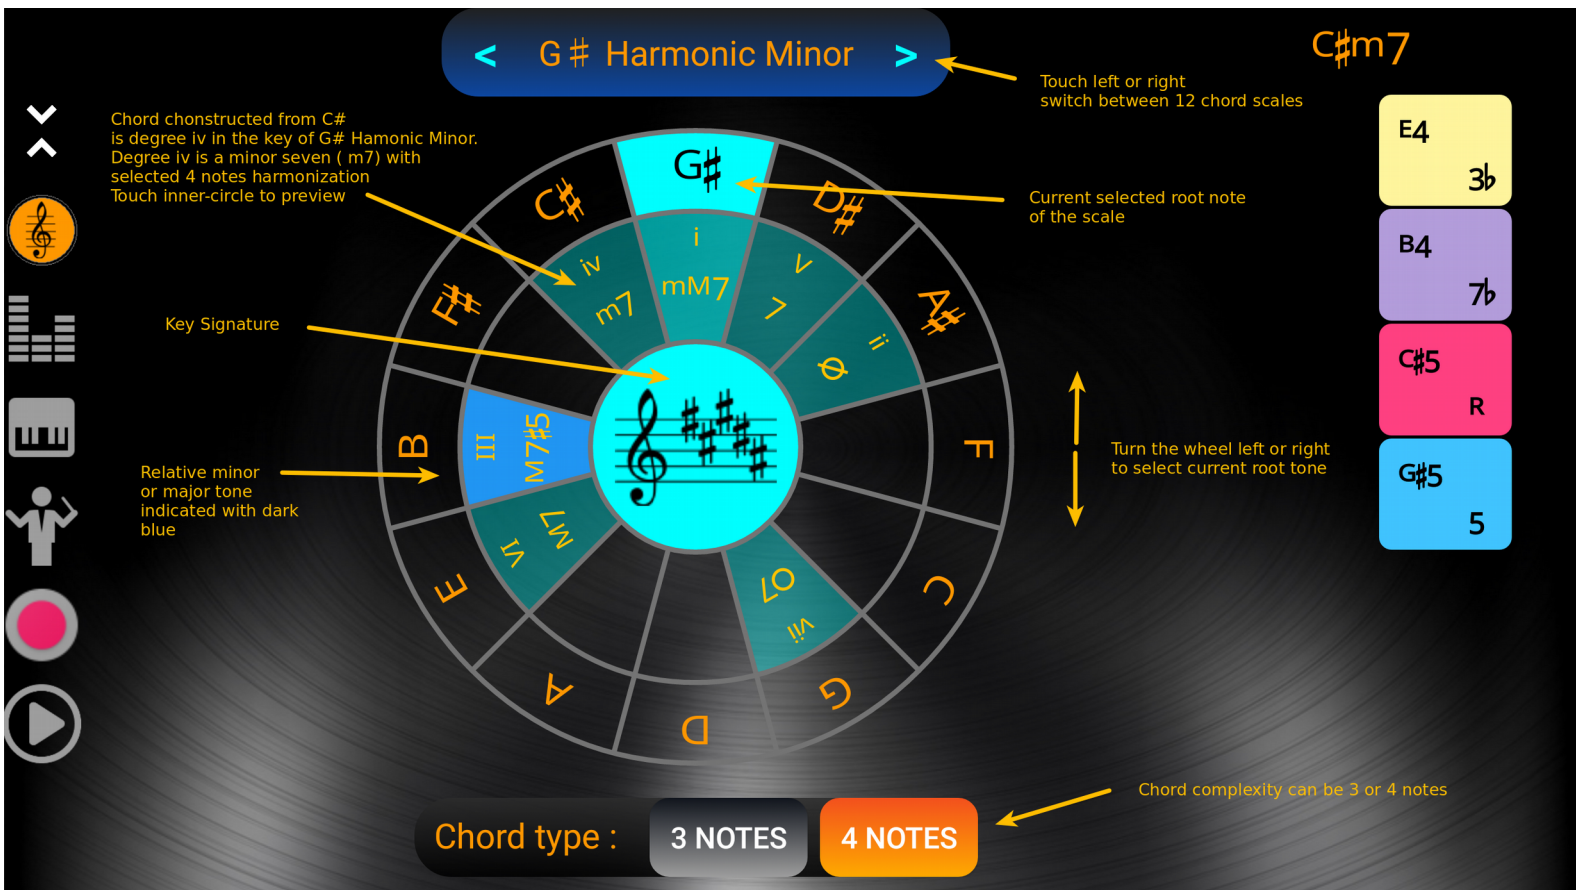 < G♯ Harmonic Minor >
C♯m7
Touch left or right
switch between 12 chord scales
Chord chonstructed from C#
is degree iv in the key of G# Hamonic Minor.
Degree iv is a minor seven ( m7) with
selected 4 notes harmonization
Touch inner-circle to preview
Current selected root note
of the scale
Key Signature
Relative minor
or major tone
indicated with dark
blue
Turn the wheel left or right
to select current root tone
G♯
D♯
A♯
F
C
G
D
A
E
B
F♯
C♯
i
mM7
V
7
ii
Ø
vii
O7
VI
M7
III
M7♯5
iv
m7
E4
3♭
B4
7♭
C♯5
R
G♯5
5
Chord complexity can be 3 or 4 notes
Chord type :
3 NOTES
4 NOTES